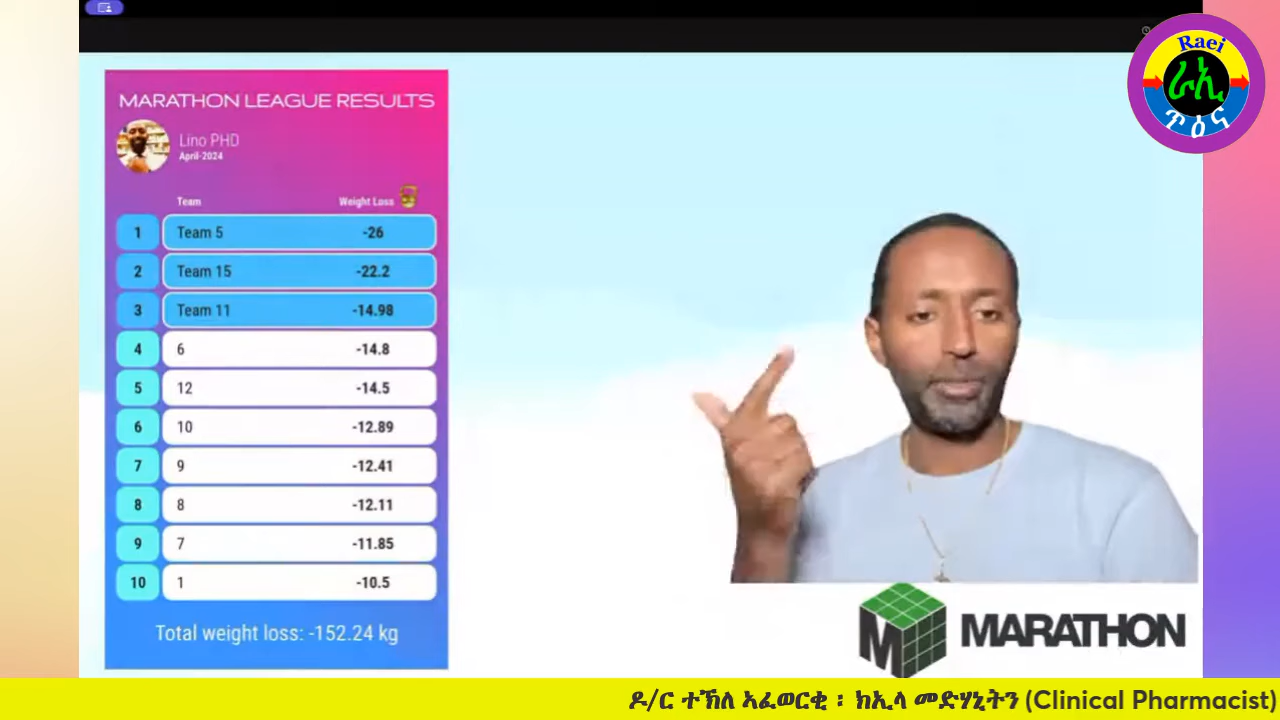 Raei
ራኢ
ጥዕና
MARATHON LEAGUE RESULTS
Lino PHD
April-2024
Team Weight Loss
1 Team 5 -26
2 Team 15 -22.2
3 Team 11 -14.98
4 6 -14.8
5 12 -14.5
6 10 -12.89
7 9 -12.41
8 8 -12.11
9 7 -11.85
10 1 -10.5
Total weight loss: -152.24 kg
M MARATHON
ዶ/ር ተኽለ ኣፈወርቂ ፡ ክኢላ መድሃኒትን (Clinical Pharmacist)